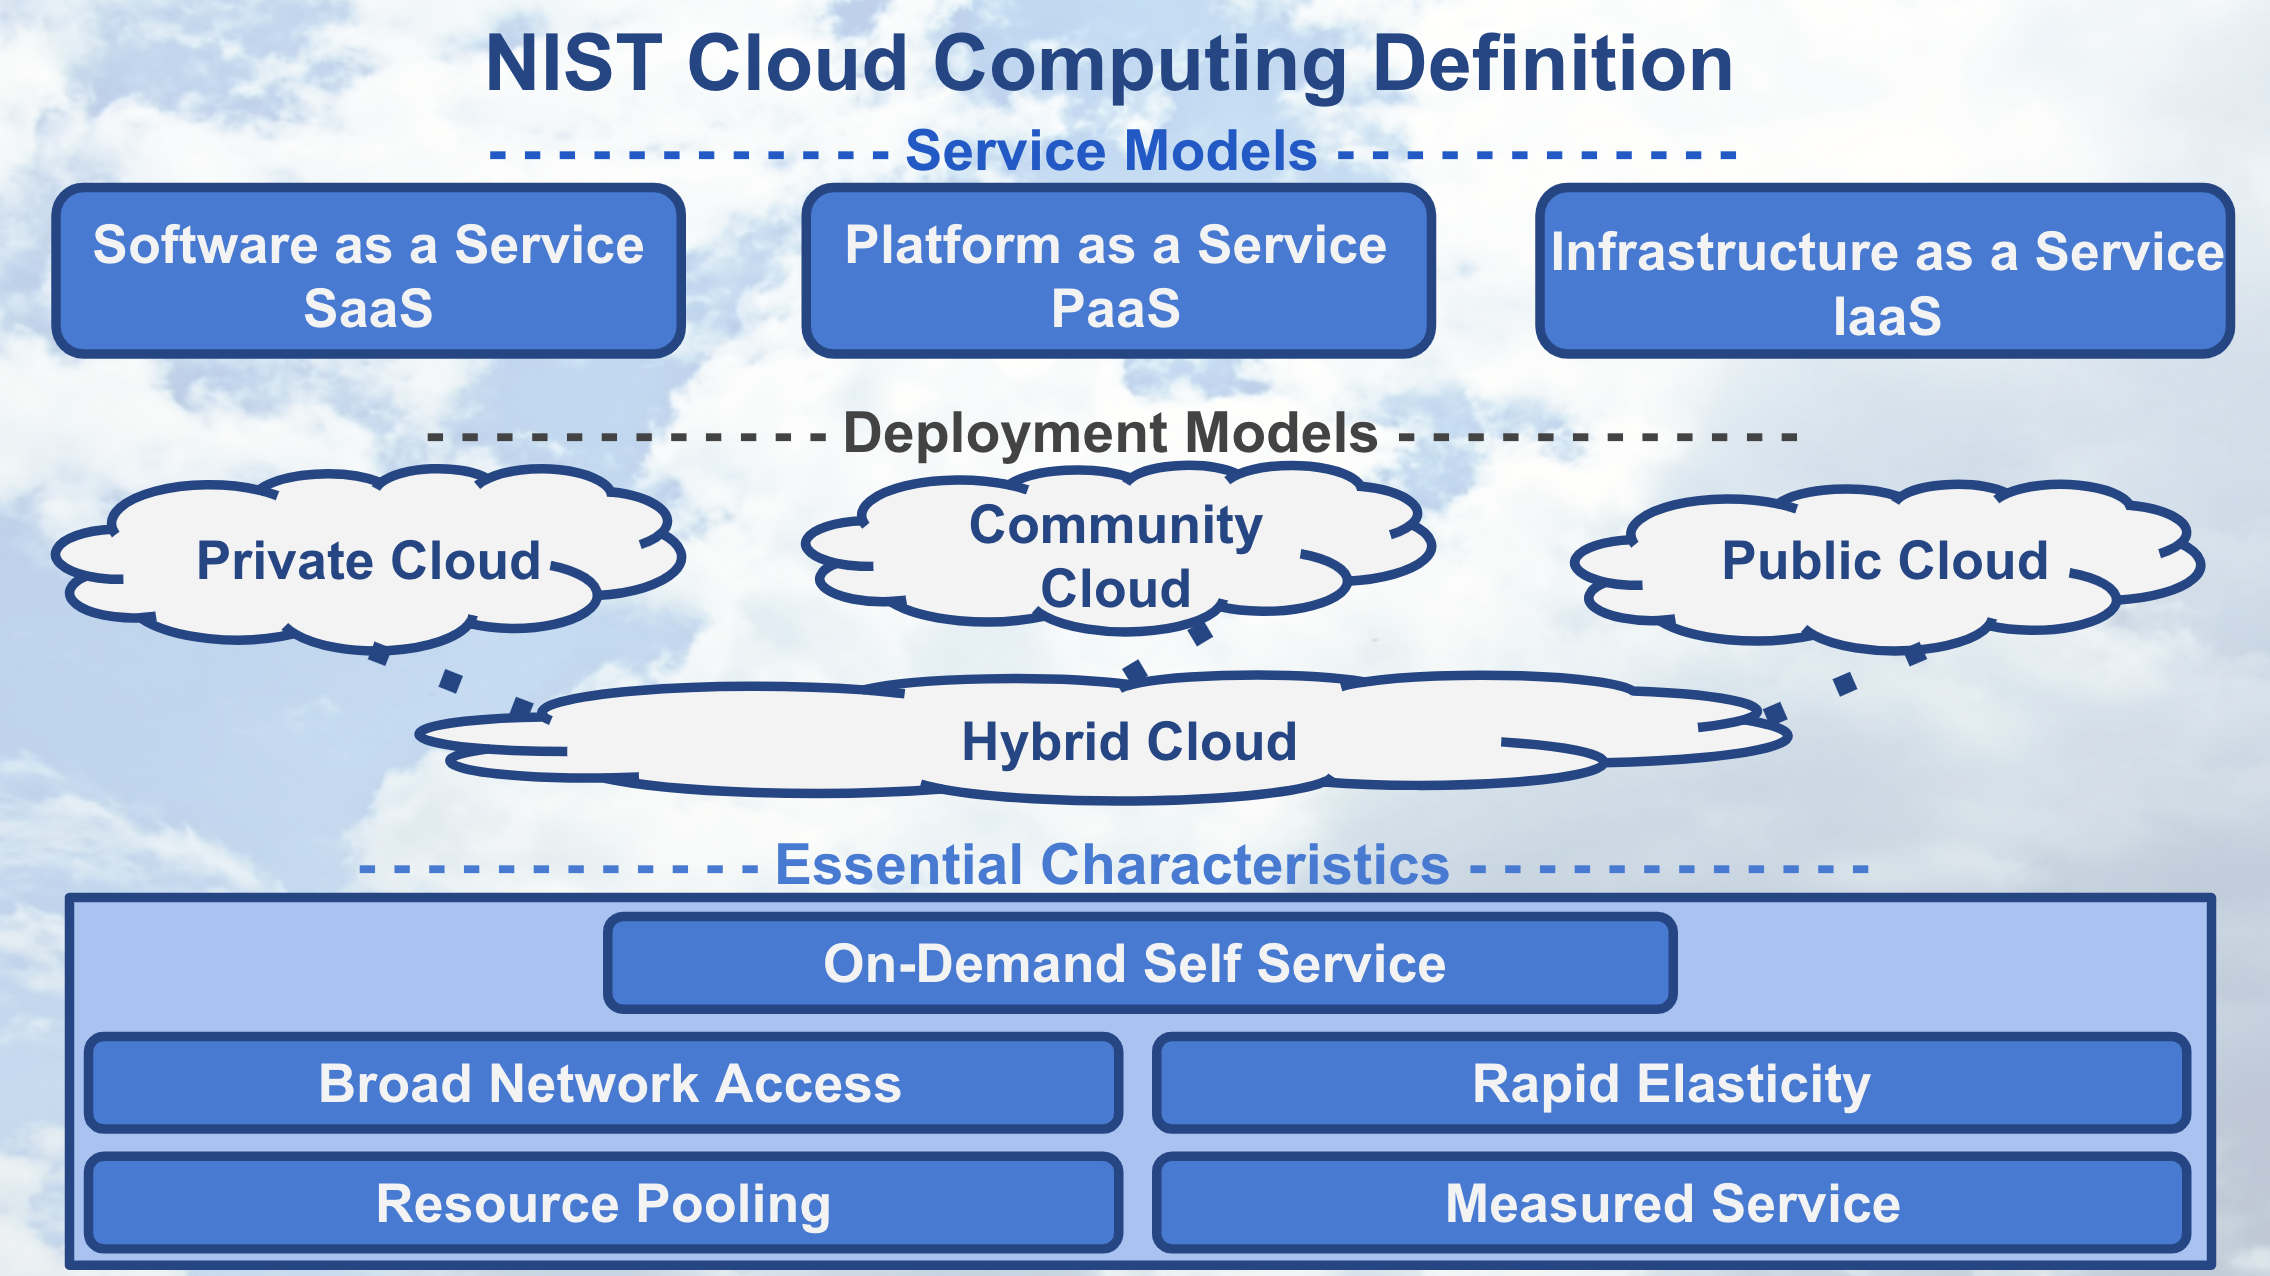 NIST Cloud Computing Definition
- - - - - - - - - - - - Service Models - - - - - - - - - - - -
Software as a Service
SaaS
Platform as a Service
PaaS
Infrastructure as a Service
IaaS
- - - - - - - - - - - - Deployment Models - - - - - - - - - - - -
Private Cloud
Community
Cloud
Public Cloud
Hybrid Cloud
- - - - - - - - - - - - Essential Characteristics - - - - - - - - - - - -
On-Demand Self Service
Broad Network Access
Rapid Elasticity
Resource Pooling
Measured Service